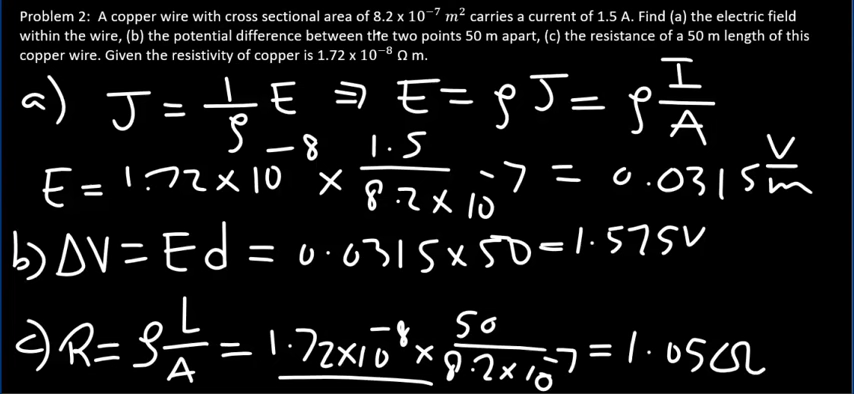 Problem 2: A copper wire with cross sectional area of 8.2 x 10⁻⁷ m² carries a current of 1.5 A. Find (a) the electric field
within the wire, (b) the potential difference between the two points 50 m apart, (c) the resistance of a 50 m length of this
copper wire. Given the resistivity of copper is 1.72 x 10⁻⁸ Ω m.
a) J = 1/ρ E ⇒ E = ρ J = ρ I/A
E = 1.72 × 10⁻⁸ × 1.5/(8.2 × 10⁻⁷) = 0.0315 V/m
b) ΔV = Ed = 0.0315 × 50 = 1.575V
c) R = ρ L/A = 1.72×10⁻⁸ × 50/(8.2×10⁻⁷) = 1.05Ω